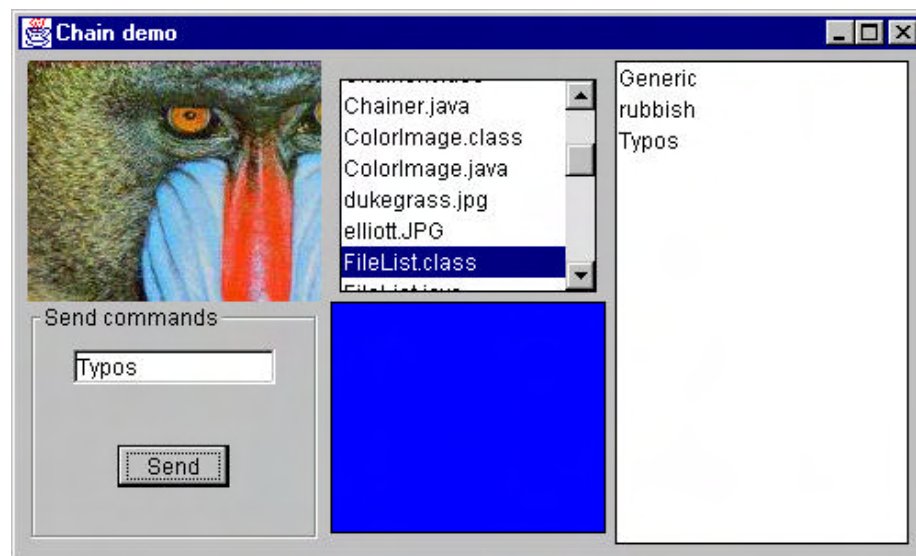 Chain demo
Chainer.java
ColorImage.class
ColorImage.java
dukegrass.jpg
elliott.JPG
FileList.class
Generic
rubbish
Typos
Send commands
Typos
Send